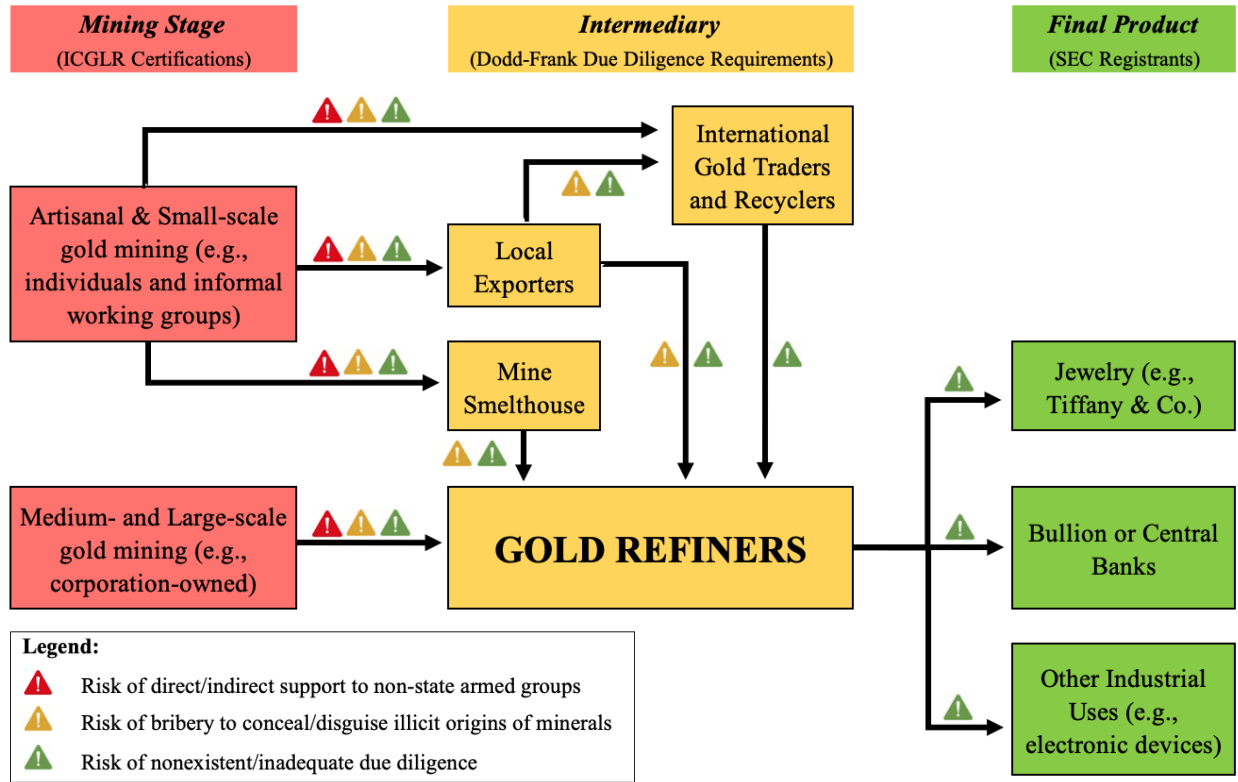 Mining Stage
(ICGLR Certifications)
Intermediary
(Dodd-Frank Due Diligence Requirements)
Final Product
(SEC Registrants)
International
Gold Traders
and Recyclers
Artisanal & Small-scale
gold mining (e.g.,
individuals and informal
working groups)
Local
Exporters
Mine
Smelthouse
Jewelry (e.g.,
Tiffany & Co.)
Medium- and Large-scale
gold mining (e.g.,
corporation-owned)
GOLD REFINERS
Bullion or Central
Banks
Other Industrial
Uses (e.g.,
electronic devices)
Legend:
Risk of direct/indirect support to non-state armed groups
Risk of bribery to conceal/disguise illicit origins of minerals
Risk of nonexistent/inadequate due diligence